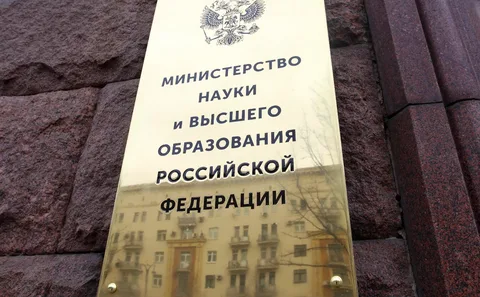 МИНИСТЕРСТВО
НАУКИ
и ВЫСШЕГО
ОБРАЗОВАНИЯ
РОССИЙСКОЙ
ФЕДЕРАЦИИ